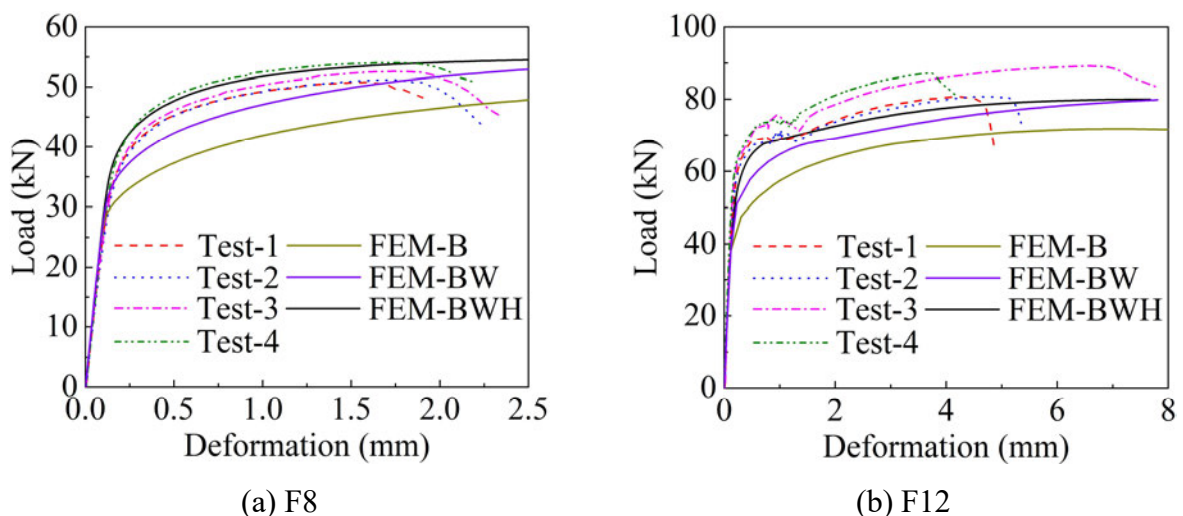 60
50
40
30
20
10
0
Load (kN)
Test-1 FEM-B
Test-2 FEM-BW
Test-3 FEM-BWH
Test-4
0.0 0.5 1.0 1.5 2.0 2.5
Deformation (mm)
(a) F8
100
80
60
40
20
0
Load (kN)
Test-1 FEM-B
Test-2 FEM-BW
Test-3 FEM-BWH
Test-4
0 2 4 6 8
Deformation (mm)
(b) F12